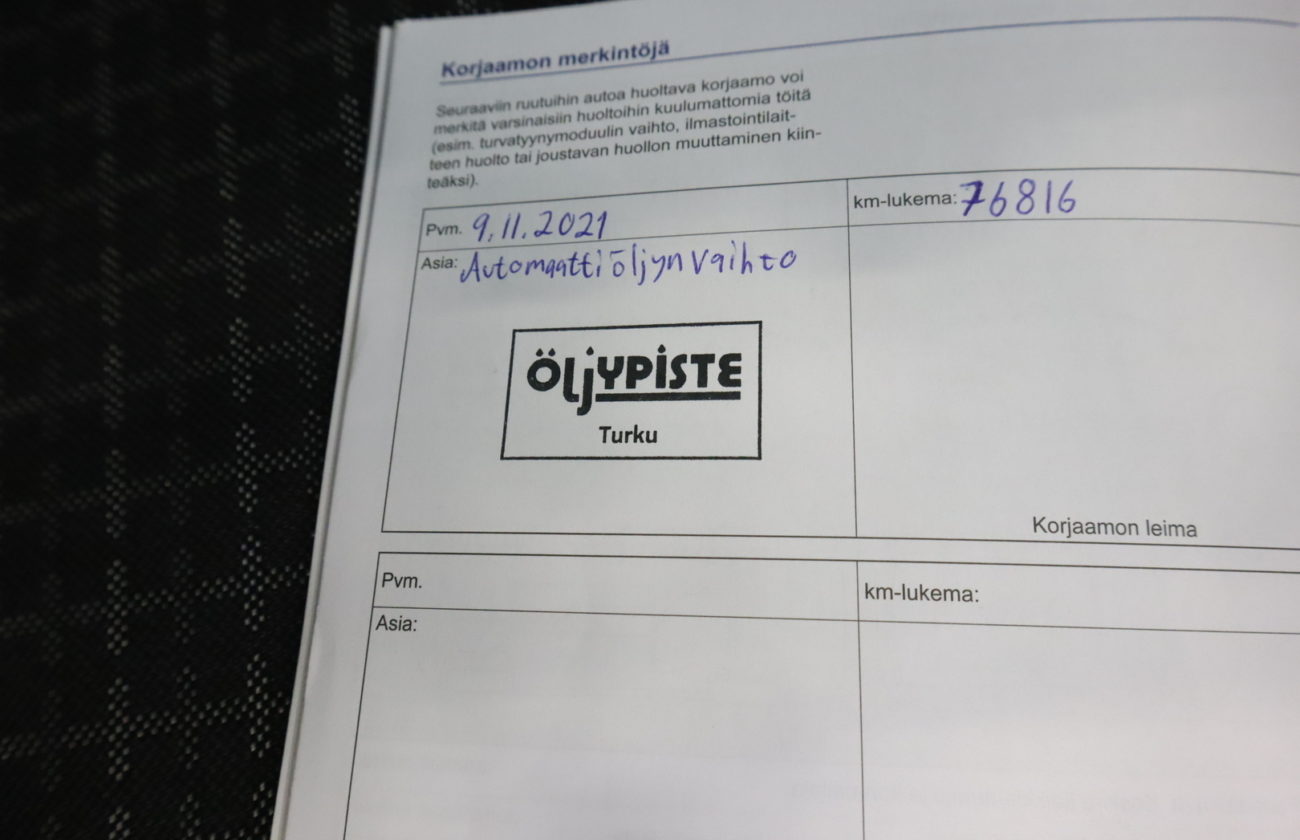 Korjaamon merkintöjä
Seuraaviin ruutuihin autoa huoltava korjaamo voi
merkitä varsinaisiin huoltoihin kuulumattomia töitä
(esim. turvatyynymoduulin vaihto, ilmastointilait-
teen huolto tai joustavan huollon muuttaminen kiin-
teäksi).
Pvm. 9.11.2021
km-lukema: 76816
Asia: Automaattiöljyn vaihto
ÖLJYPISTE
Turku
Korjaamon leima
Pvm.
km-lukema:
Asia: